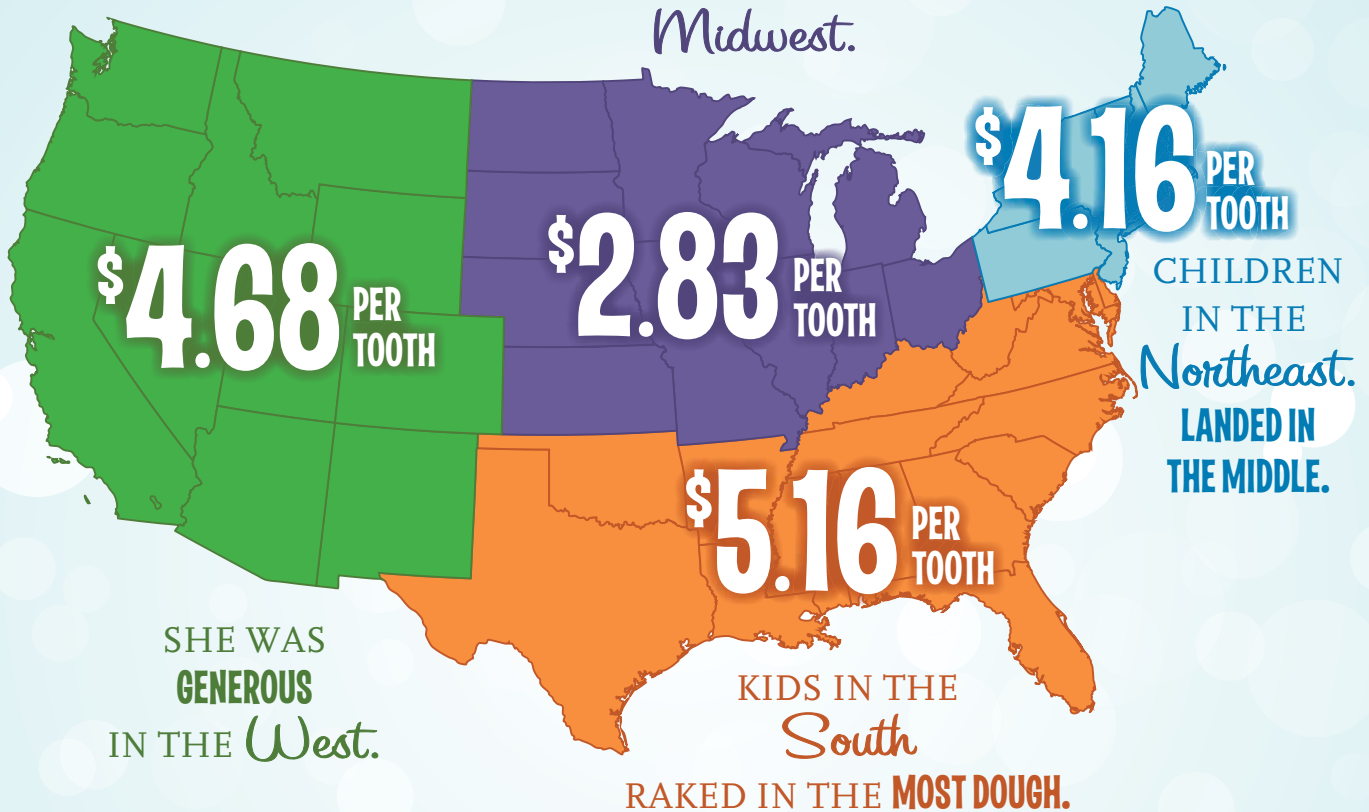 Midwest.
$4.16 PER TOOTH
$4.68 PER TOOTH
$2.83 PER TOOTH
CHILDREN
IN THE
Northeast.
LANDED IN
THE MIDDLE.
$5.16 PER TOOTH
SHE WAS
GENEROUS
IN THE West.
KIDS IN THE
South
RAKED IN THE MOST DOUGH.